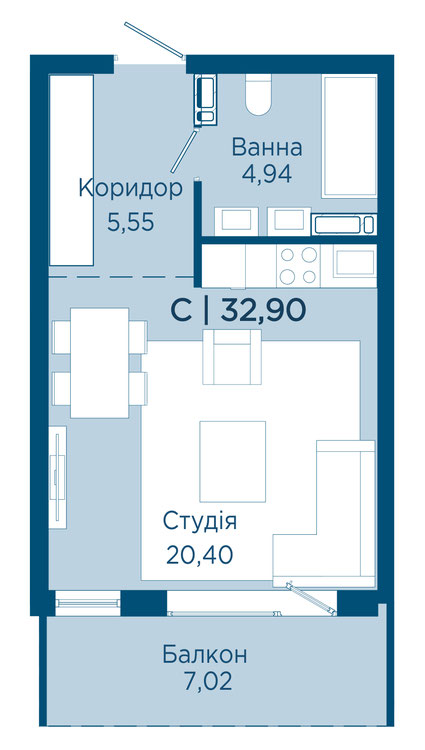 Ванна
4,94
Коридор
5,55
С | 32,90
Студія
20,40
Балкон
7,02